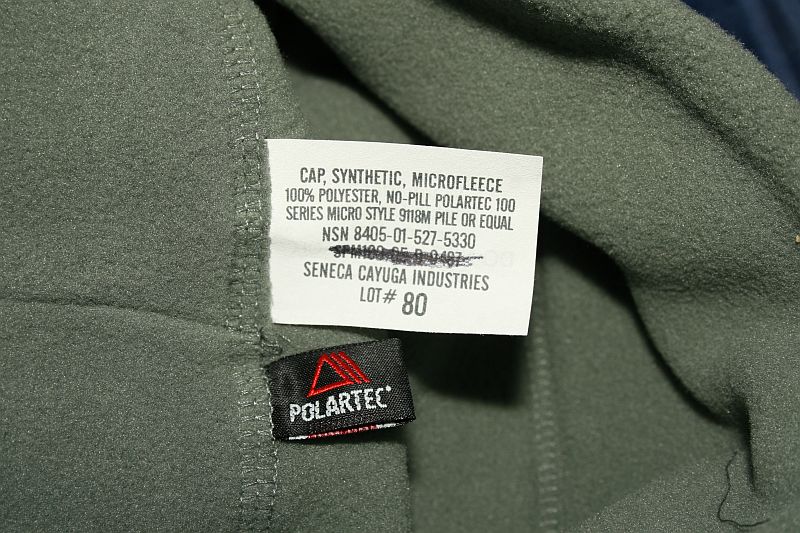 CAP, SYNTHETIC, MICROFLEECE
100% POLYESTER, NO-PILL POLARTEC 100
SERIES MICRO STYLE 9118M PILE OR EQUAL
NSN 8405-01-527-5330
SENECA CAYUGA INDUSTRIES
LOT# 80
POLARTEC®